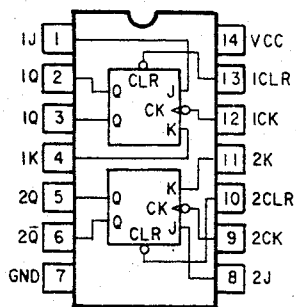 1J 1
1Q 2
1Q 3
1K 4
2Q 5
2Q̅ 6
GND 7
14 VCC
13 1CLR
12 1CK
11 2K
10 2CLR
9 2CK
8 2J
CLR
Q J
CK
Q K
Q K
CK
Q J
CLR